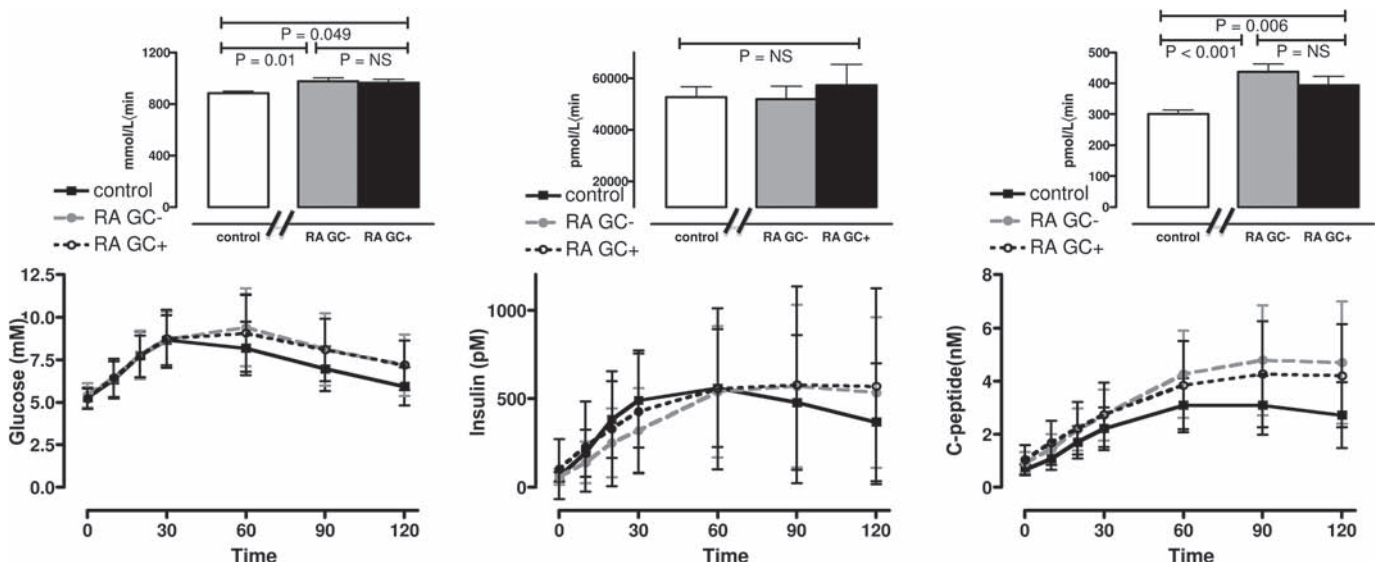 P = 0.049
P = 0.01
P = NS
1200
900
600
300
0
mmol/L(min
control
RA GC-
RA GC+
control
RA GC-
RA GC+
12.5
10.0
7.5
5.0
2.5
0.0
Glucose (mM)
0 30 60 90 120
Time
P = NS
60000
50000
40000
30000
20000
pmol/L(min
control
RA GC-
RA GC+
control
RA GC-
RA GC+
1000
500
0
Insulin (pM)
0 30 60 90 120
Time
P = 0.006
P < 0.001
P = NS
500
400
300
200
100
0
pmol/L(min
control
RA GC-
RA GC+
control
RA GC-
RA GC+
8
6
4
2
0
C-peptide(nM)
0 30 60 90 120
Time